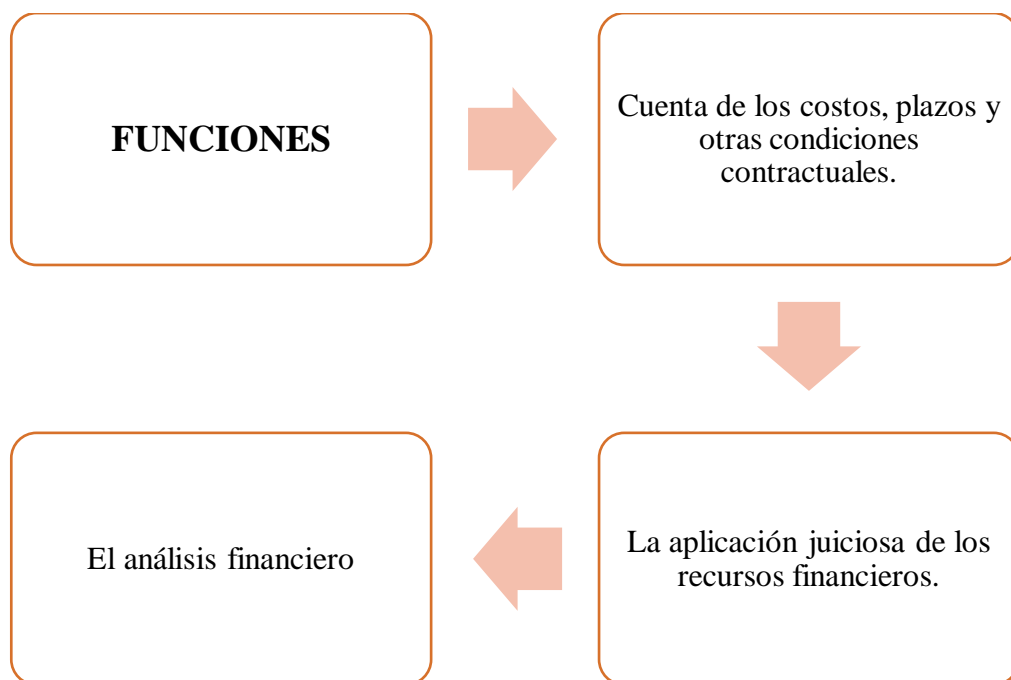 FUNCIONES
Cuenta de los costos, plazos y
otras condiciones
contractuales.
La aplicación juiciosa de los
recursos financieros.
El análisis financiero